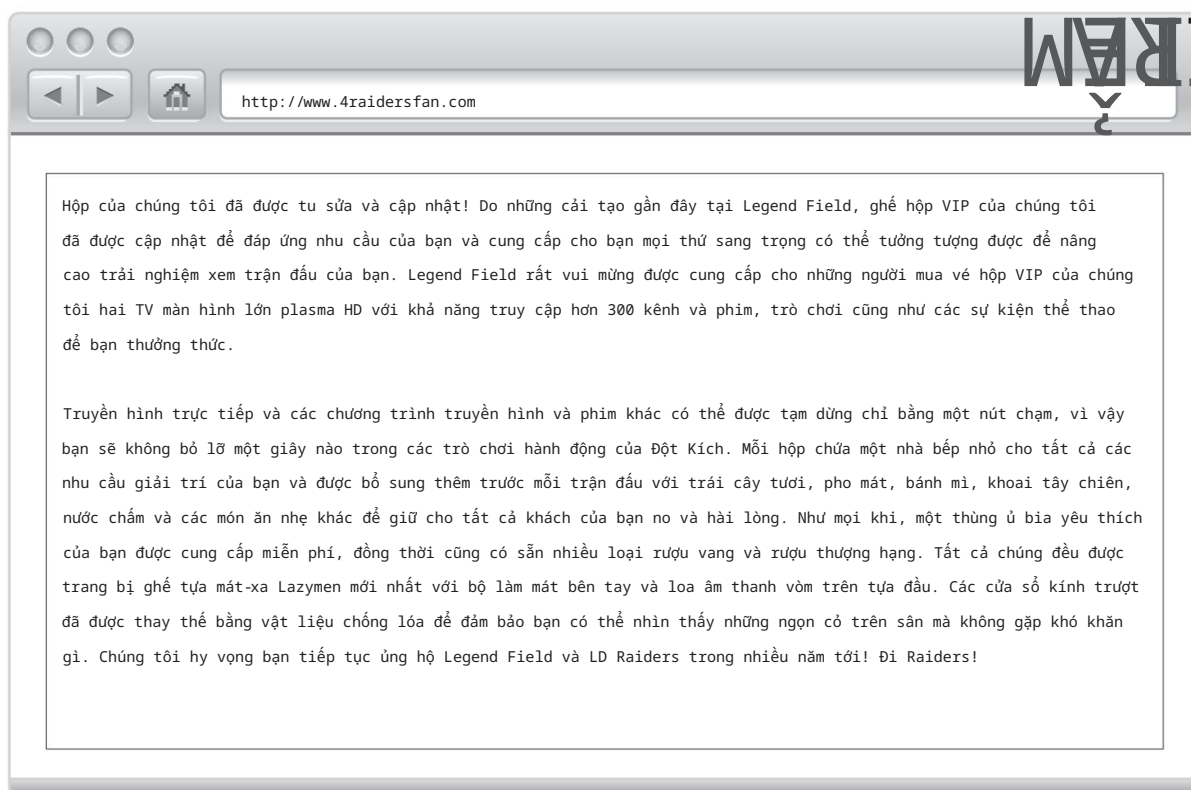 http://www.4raidersfan.com
Hộp của chúng tôi đã được tu sửa và cập nhật! Do những cải tạo gần đây tại Legend Field, ghế hộp VIP của chúng tôi
đã được cập nhật để đáp ứng nhu cầu của bạn và cung cấp cho bạn mọi thứ sang trọng có thể tưởng tượng được để nâng
cao trải nghiệm xem trận đấu của bạn. Legend Field rất vui mừng được cung cấp cho những người mua vé hộp VIP của chúng
tôi hai TV màn hình lớn plasma HD với khả năng truy cập hơn 300 kênh và phim, trò chơi cũng như các sự kiện thể thao
để bạn thưởng thức.
Truyền hình trực tiếp và các chương trình truyền hình và phim khác có thể được tạm dừng chỉ bằng một nút chạm, vì vậy
bạn sẽ không bỏ lỡ một giây nào trong các trò chơi hành động của Đột Kích. Mỗi hộp chứa một nhà bếp nhỏ cho tất cả các
nhu cầu giải trí của bạn và được bổ sung thêm trước mỗi trận đấu với trái cây tươi, pho mát, bánh mì, khoai tây chiên,
nước chấm và các món ăn nhẹ khác để giữ cho tất cả khách của bạn no và hài lòng. Như mọi khi, một thùng ủ bia yêu thích
của bạn được cung cấp miễn phí, đồng thời cũng có sẵn nhiều loại rượu vang và rượu thượng hạng. Tất cả chúng đều được
trang bị ghế tựa mát-xa Lazymen mới nhất với bộ làm mát bên tay và loa âm thanh vòm trên tựa đầu. Các cửa sổ kính trượt
đã được thay thế bằng vật liệu chống lóa để đảm bảo bạn có thể nhìn thấy những ngọn cỏ trên sân mà không gặp khó khăn
gì. Chúng tôi hy vọng bạn tiếp tục ủng hộ Legend Field và LD Raiders trong nhiều năm tới! Đi Raiders!